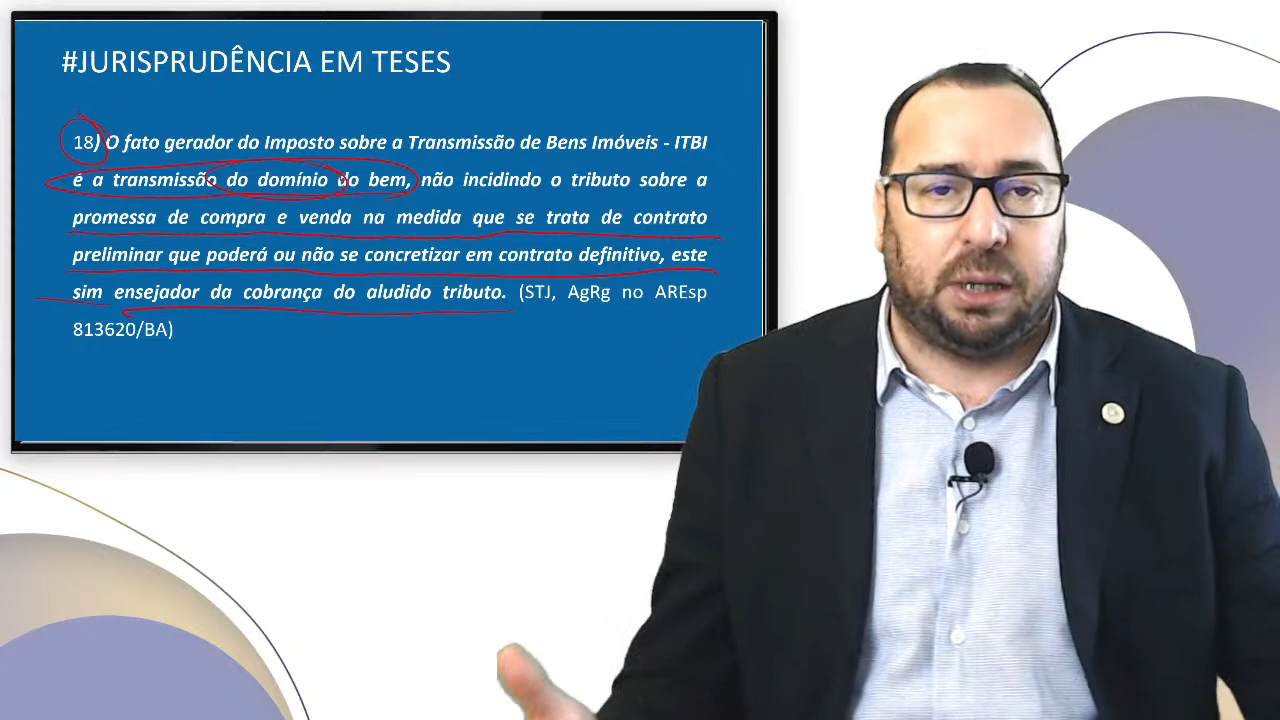 #JURISPRUDÊNCIA EM TESES
18) O fato gerador do Imposto sobre a Transmissão de Bens Imóveis - ITBI
é a transmissão do domínio do bem, não incidindo o tributo sobre a
promessa de compra e venda na medida que se trata de contrato
preliminar que poderá ou não se concretizar em contrato definitivo, este
sim ensejador da cobrança do aludido tributo. (STJ, AgRg no AREsp
813620/BA)